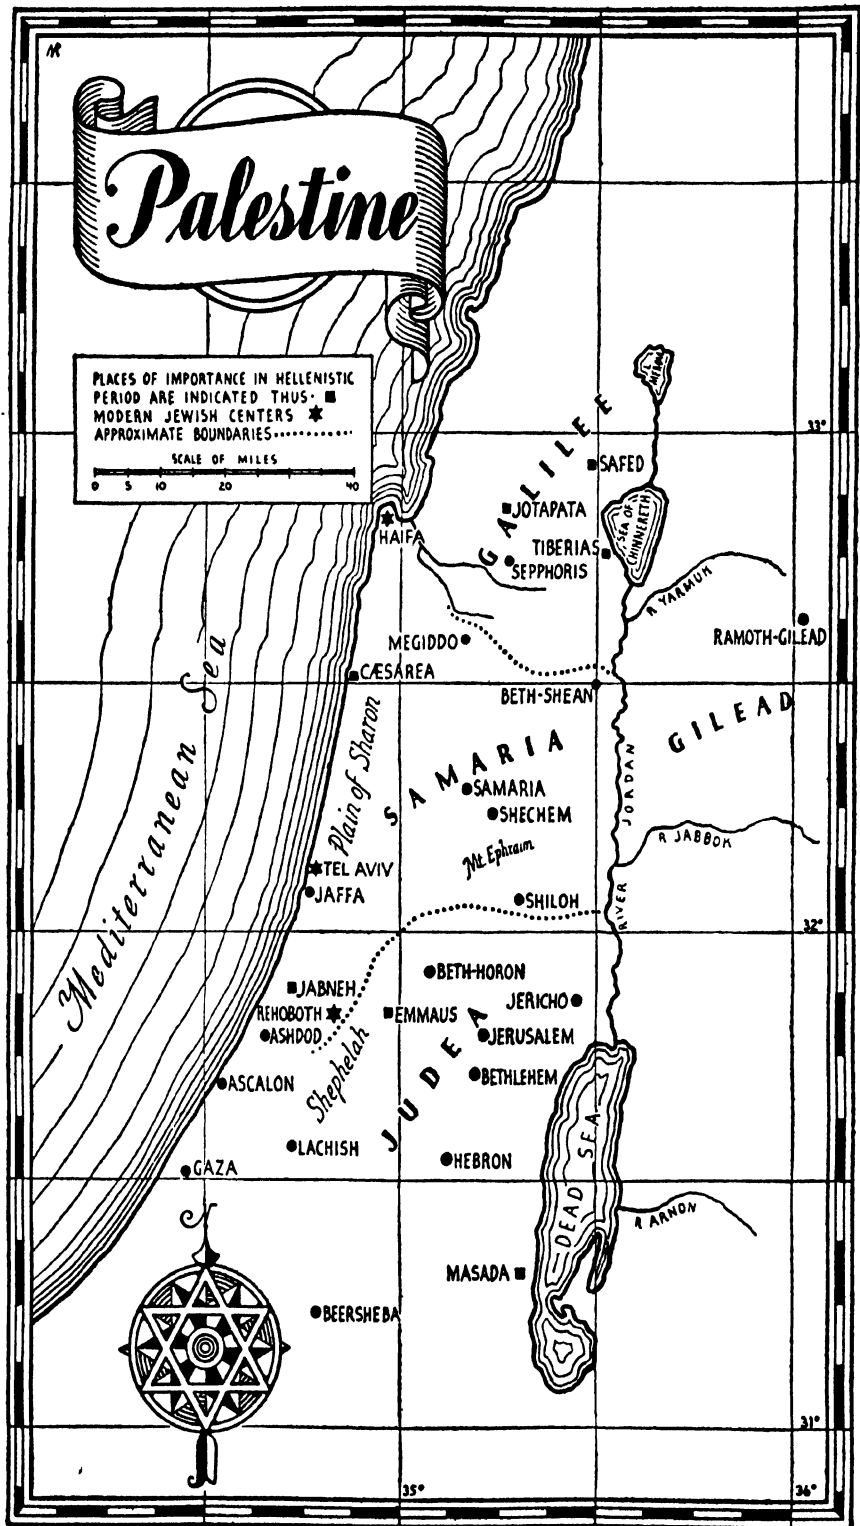 Palestine
PLACES OF IMPORTANCE IN HELLENISTIC
PERIOD ARE INDICATED THUS· ■
MODERN JEWISH CENTERS ✡
APPROXIMATE BOUNDARIES··············
SCALE OF MILES
0 5 10 20 40
L. MEROM
33°
GALILEE
SAFED
JOTAPATA
SEA OF
CHINNERETH
HAIFA
TIBERIAS
SEPPHORIS
R YARMUK
RAMOTH-GILEAD
MEGIDDO
CÆSAREA
BETH-SHEAN
Mediterranean Sea
Plain of Sharon
SAMARIA
GILEAD
SAMARIA
SHECHEM
RIVER JORDAN
R JABBOK
Mt. Ephraim
TEL AVIV
JAFFA
SHILOH
32°
BETH-HORON
JABNEH
JERICHO
REHOBOTH
EMMAUS
ASHDOD
JERUSALEM
Shephelah
JUDEA
ASCALON
BETHLEHEM
LACHISH
HEBRON
GAZA
DEAD SEA
R ARNON
N
MASADA
BEERSHEBA
31°
35°
36°